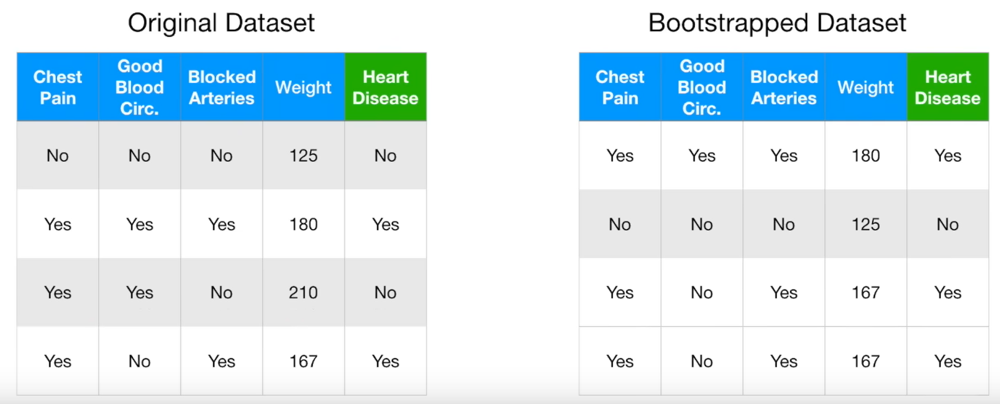 Original Dataset
Chest Pain Good Blood Circ. Blocked Arteries Weight Heart Disease
No No No 125 No
Yes Yes Yes 180 Yes
Yes Yes No 210 No
Yes No Yes 167 Yes
Bootstrapped Dataset
Chest Pain Good Blood Circ. Blocked Arteries Weight Heart Disease
Yes Yes Yes 180 Yes
No No No 125 No
Yes No Yes 167 Yes
Yes No Yes 167 Yes